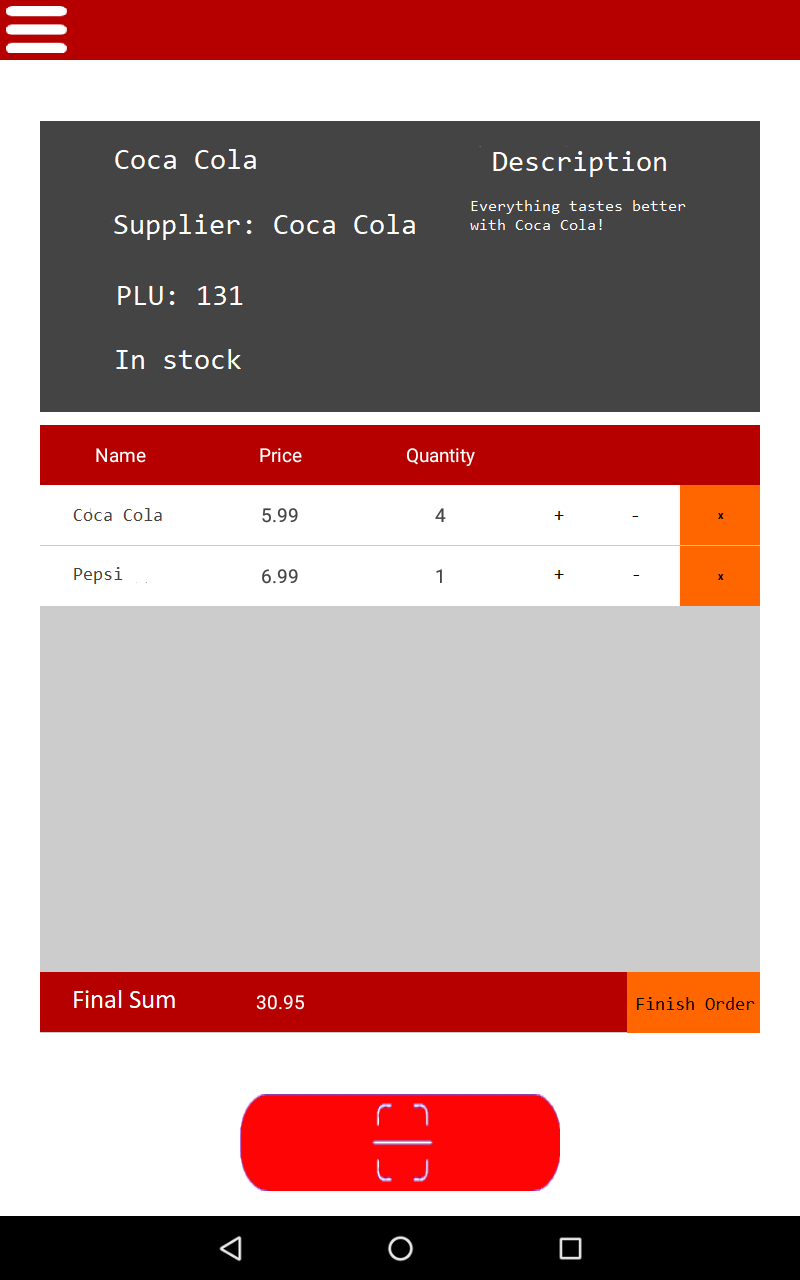 Coca Cola
Supplier: Coca Cola
PLU: 131
In stock
Description
Everything tastes better
with Coca Cola!
Name Price Quantity
Coca Cola 5.99 4 + - x
Pepsi 6.99 1 + - x
Final Sum 30.95 Finish Order